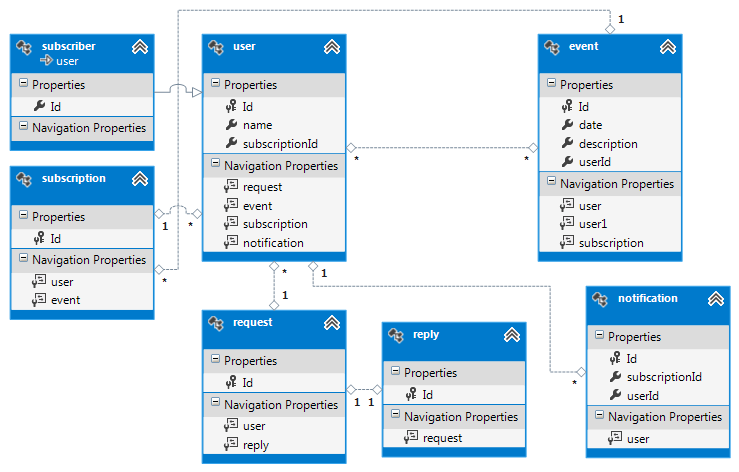 subscriber
user
Properties
Id
Navigation Properties
user
Properties
Id
name
subscriptionId
Navigation Properties
request
event
subscription
notification
event
Properties
Id
date
description
userId
Navigation Properties
user
user1
subscription
subscription
Properties
Id
Navigation Properties
user
event
request
Properties
Id
Navigation Properties
user
reply
reply
Properties
Id
Navigation Properties
request
notification
Properties
Id
subscriptionId
userId
Navigation Properties
user
1
*
*
1
*
*
*
1
1
*
1
1